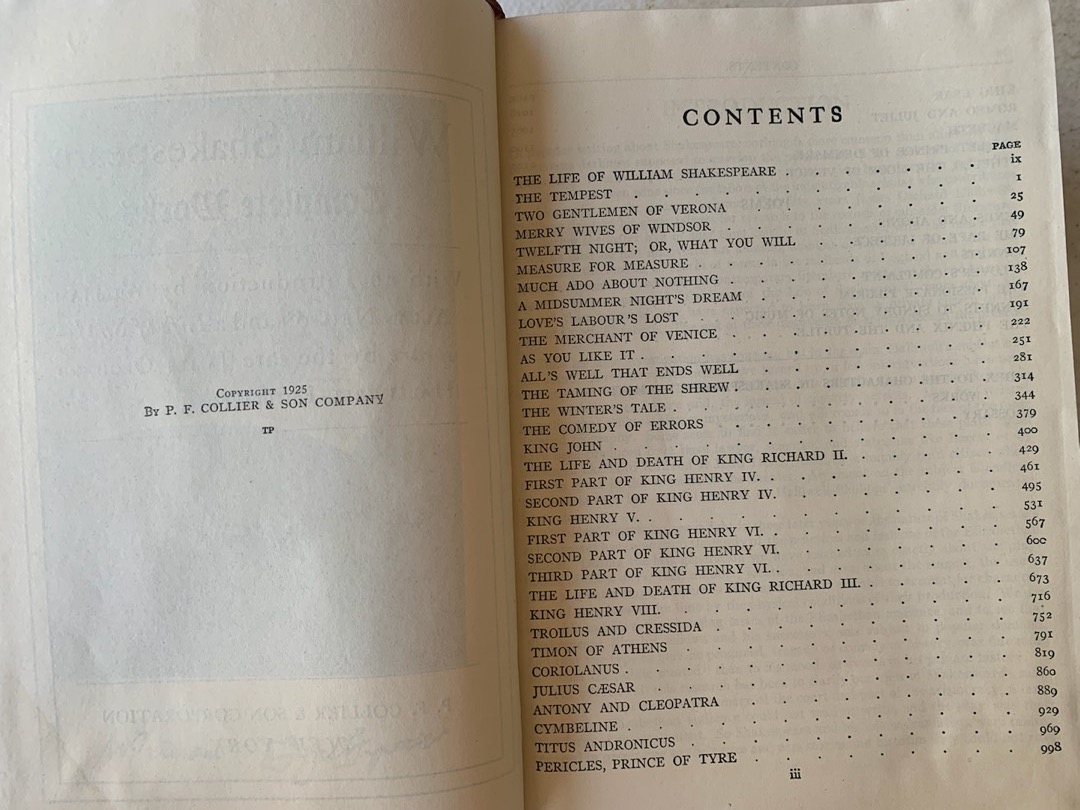 COPYRIGHT 1925
BY P. F. COLLIER & SON COMPANY
TP
CONTENTS
PAGE
THE LIFE OF WILLIAM SHAKESPEARE . . . . . . . ix
THE TEMPEST . . . . . . . . . . 1
TWO GENTLEMEN OF VERONA . . . . . . . . 25
MERRY WIVES OF WINDSOR . . . . . . . . 49
TWELFTH NIGHT; OR, WHAT YOU WILL . . . . . . 79
MEASURE FOR MEASURE . . . . . . . . . 107
MUCH ADO ABOUT NOTHING . . . . . . . . 138
A MIDSUMMER NIGHT'S DREAM . . . . . . . . 167
LOVE'S LABOUR'S LOST . . . . . . . . . 191
THE MERCHANT OF VENICE . . . . . . . . 222
AS YOU LIKE IT . . . . . . . . . . 251
ALL'S WELL THAT ENDS WELL . . . . . . . . 281
THE TAMING OF THE SHREW . . . . . . . . 314
THE WINTER'S TALE . . . . . . . . . 344
THE COMEDY OF ERRORS . . . . . . . . 379
KING JOHN . . . . . . . . . . . 400
THE LIFE AND DEATH OF KING RICHARD II. . . . . . 429
FIRST PART OF KING HENRY IV. . . . . . . . 461
SECOND PART OF KING HENRY IV. . . . . . . . 495
KING HENRY V. . . . . . . . . . . 531
FIRST PART OF KING HENRY VI. . . . . . . . 567
SECOND PART OF KING HENRY VI. . . . . . . . 600
THIRD PART OF KING HENRY VI. . . . . . . . 637
THE LIFE AND DEATH OF KING RICHARD III. . . . . . 673
KING HENRY VIII. . . . . . . . . . 716
TROILUS AND CRESSIDA . . . . . . . . . 752
TIMON OF ATHENS . . . . . . . . . 791
CORIOLANUS . . . . . . . . . . 819
JULIUS CÆSAR . . . . . . . . . . 860
ANTONY AND CLEOPATRA . . . . . . . . 889
CYMBELINE . . . . . . . . . . 929
TITUS ANDRONICUS . . . . . . . . . 969
PERICLES, PRINCE OF TYRE . . . . . . . . 998
iii